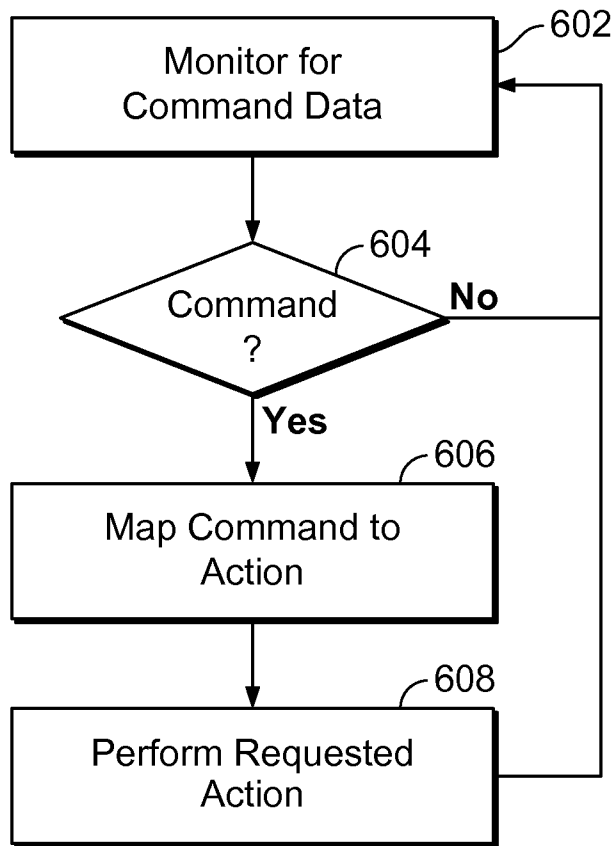 602
Monitor for
Command Data
604
Command
?
No
Yes
606
Map Command to
Action
608
Perform Requested
Action